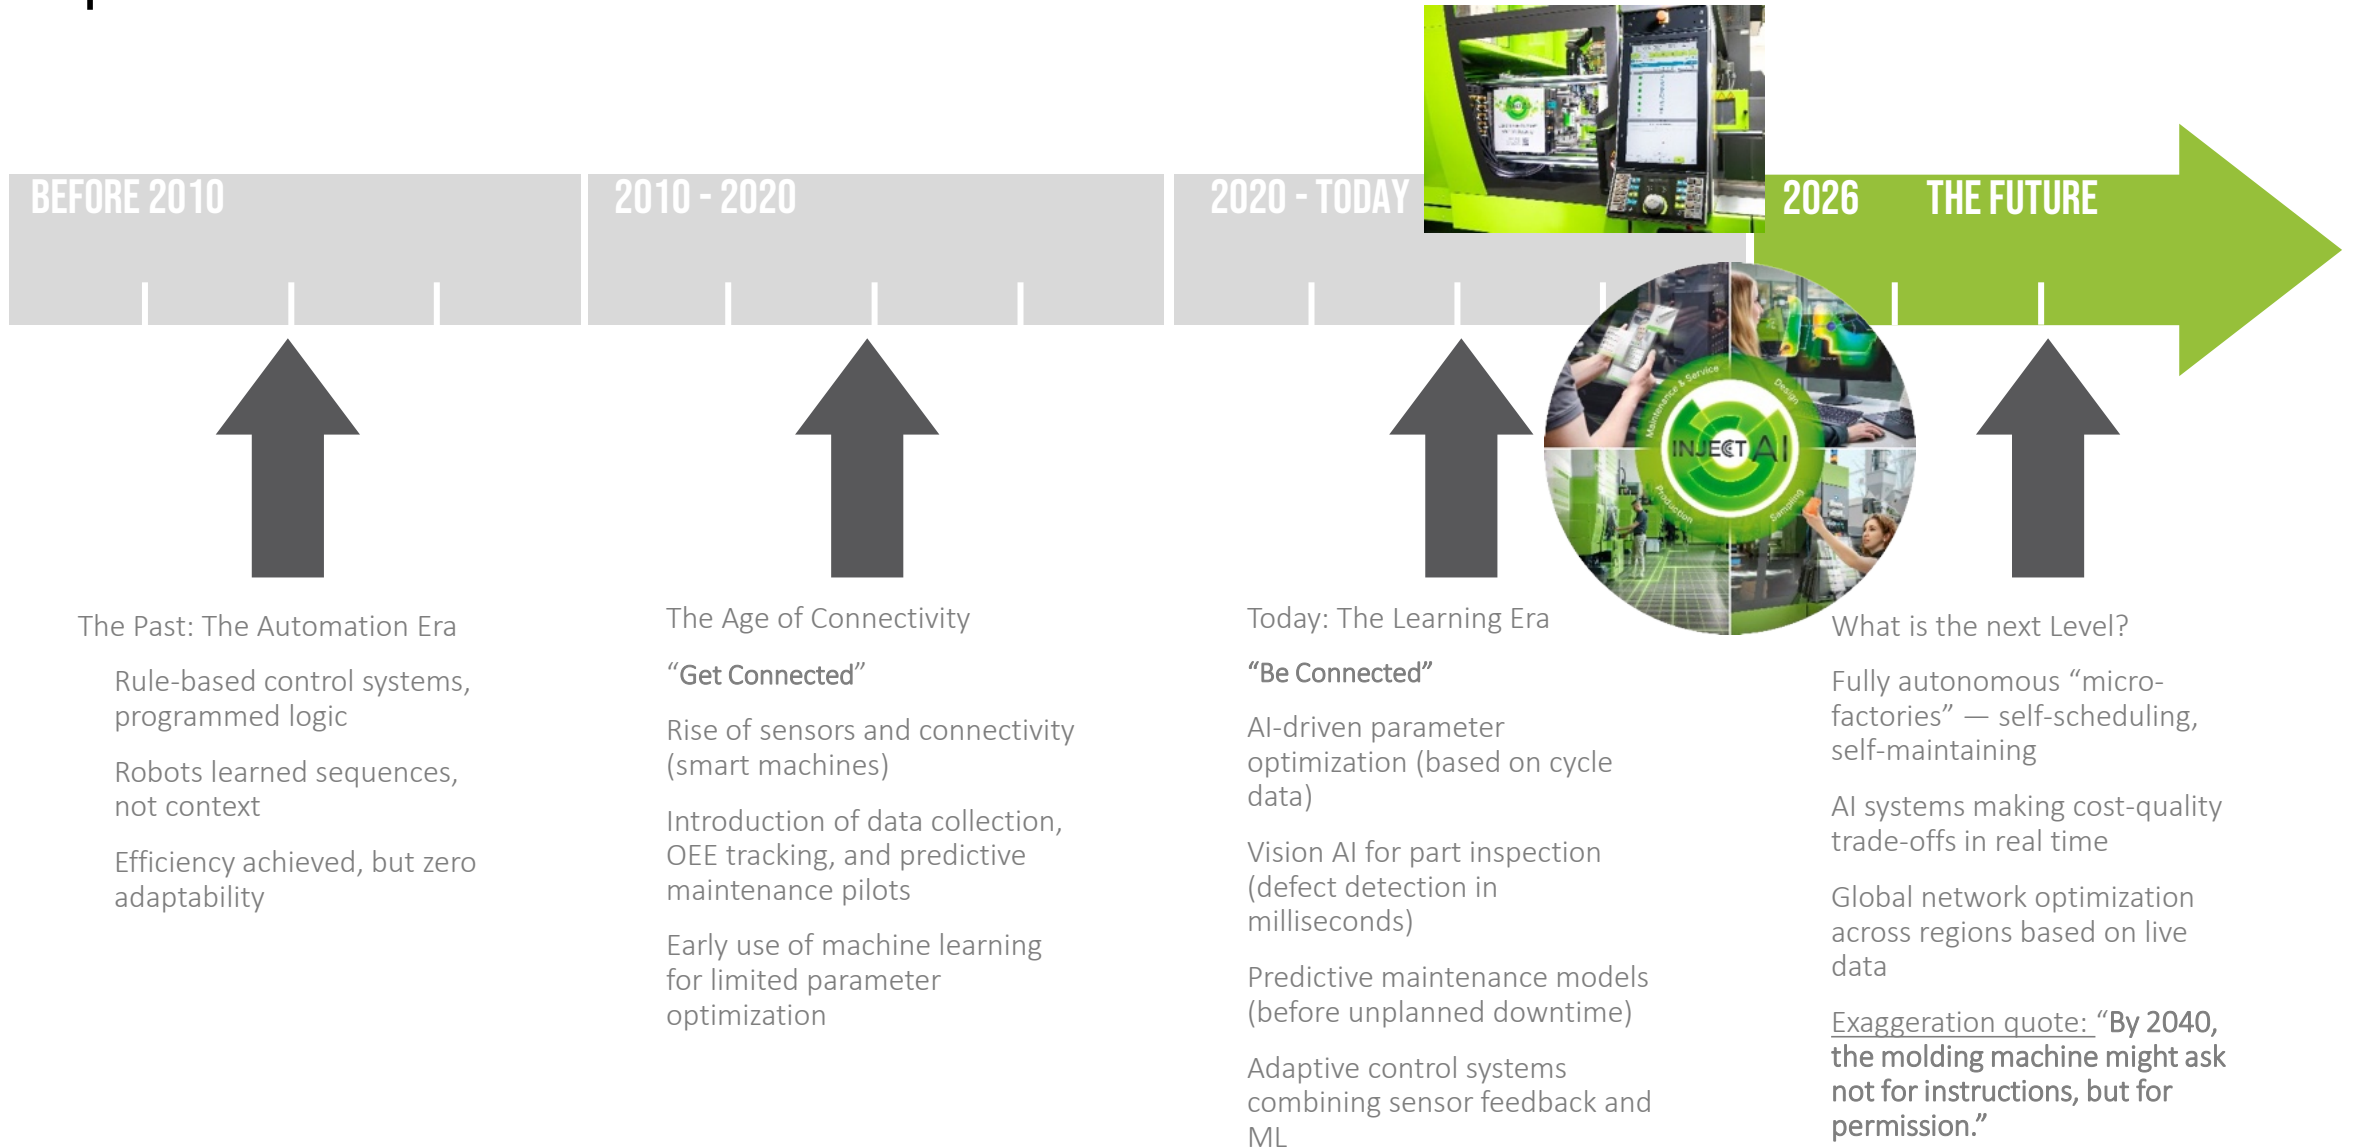 BEFORE 2010
2010 - 2020
2020 - TODAY
2026
THE FUTURE
Maintenance & Service
Design
INJECT AI
Production
Sampling
The Past: The Automation Era
Rule-based control systems,
programmed logic
Robots learned sequences,
not context
Efficiency achieved, but zero
adaptability
The Age of Connectivity
“Get Connected”
Rise of sensors and connectivity
(smart machines)
Introduction of data collection,
OEE tracking, and predictive
maintenance pilots
Early use of machine learning
for limited parameter
optimization
Today: The Learning Era
“Be Connected”
AI-driven parameter
optimization (based on cycle
data)
Vision AI for part inspection
(defect detection in
milliseconds)
Predictive maintenance models
(before unplanned downtime)
Adaptive control systems
combining sensor feedback and
ML
What is the next Level?
Fully autonomous “micro-
factories” — self-scheduling,
self-maintaining
AI systems making cost-quality
trade-offs in real time
Global network optimization
across regions based on live
data
Exaggeration quote: “By 2040,
the molding machine might ask
not for instructions, but for
permission.”